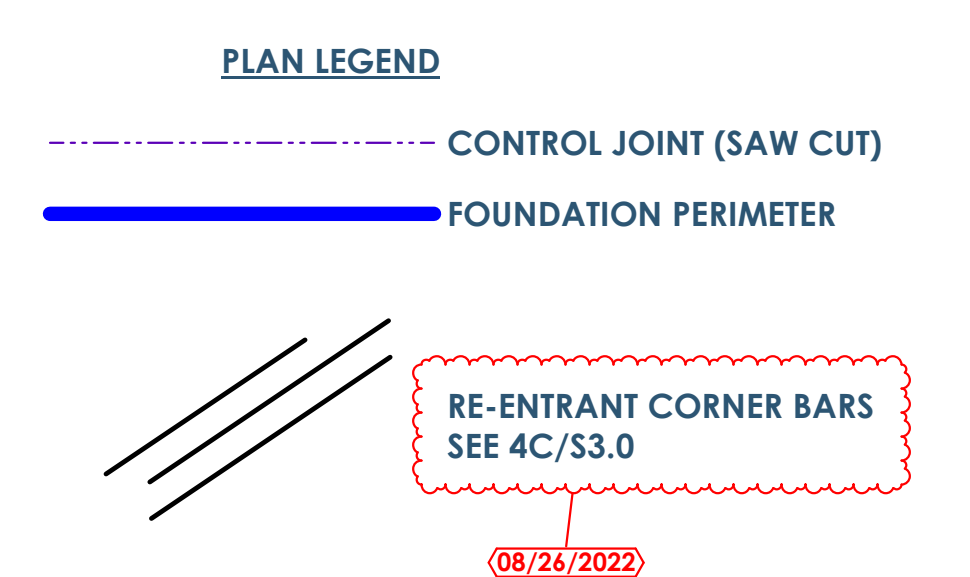 PLAN LEGEND
CONTROL JOINT (SAW CUT)
FOUNDATION PERIMETER
RE-ENTRANT CORNER BARS
SEE 4C/S3.0
08/26/2022